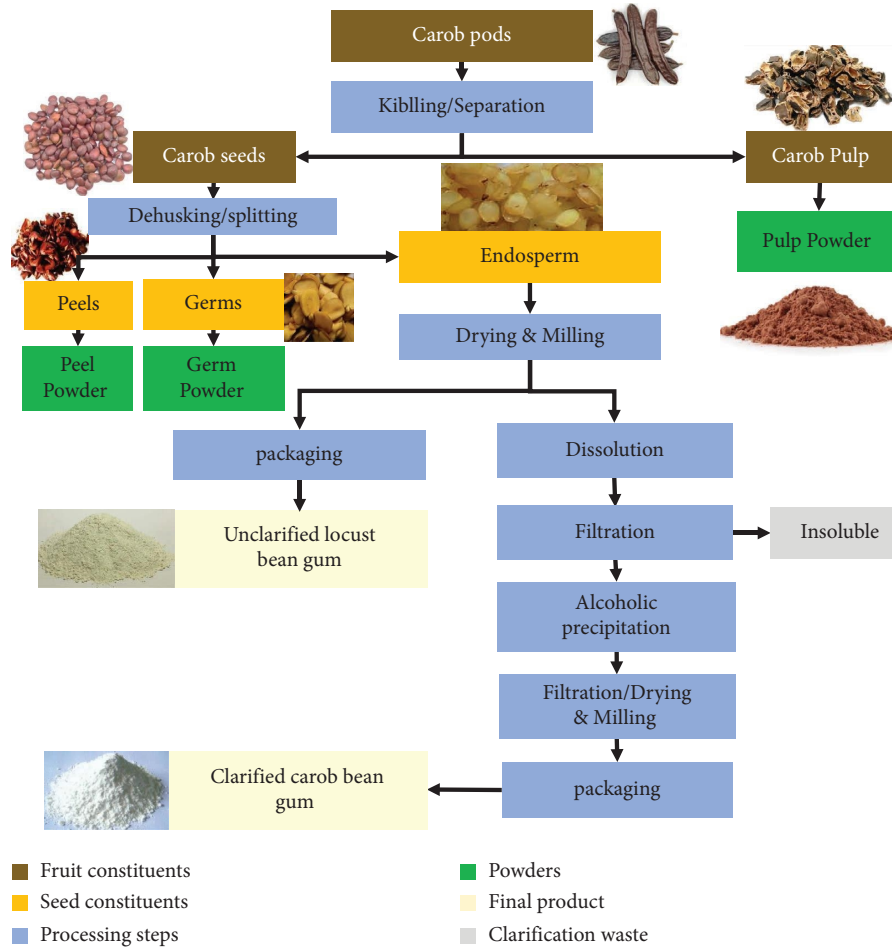 Carob pods
Kiblling/Separation
Carob seeds
Carob Pulp
Dehusking/splitting
Pulp Powder
Endosperm
Peels
Germs
Drying & Milling
Peel
Powder
Germ
Powder
packaging
Dissolution
Unclarified locust
bean gum
Filtration
Insoluble
Alcoholic
precipitation
Filtration/Drying
& Milling
Clarified carob bean
gum
packaging
Fruit constituents
Seed constituents
Processing steps
Powders
Final product
Clarification waste